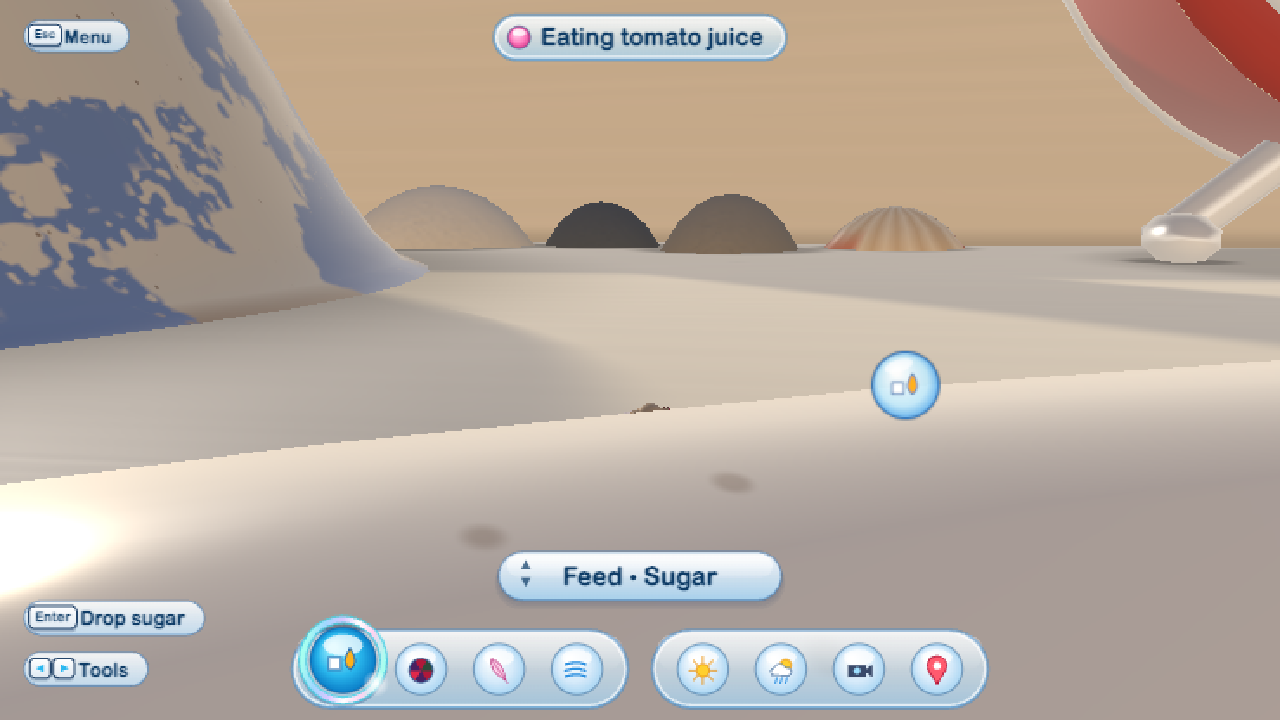 Esc Menu
Eating tomato juice
Feed • Sugar
Enter Drop sugar
Tools